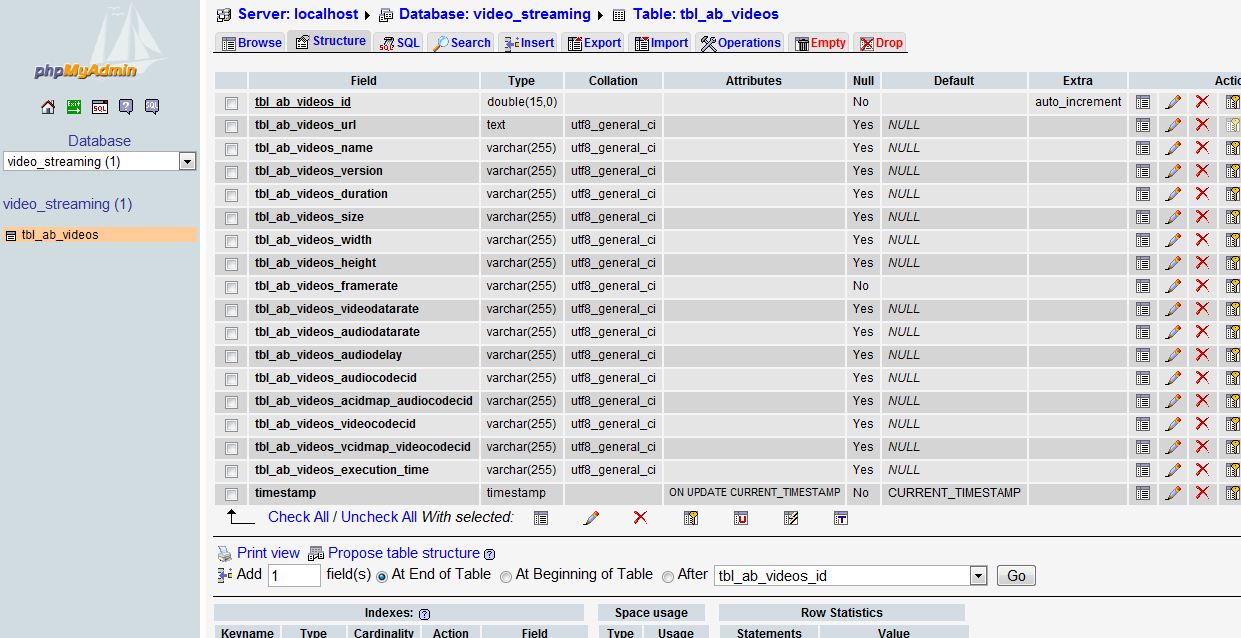 Server: localhost Database: video_streaming Table: tbl_ab_videos
Browse Structure SQL Search Insert Export Import Operations Empty Drop
phpMyAdmin
Exit SQL ? SQL
Database
video_streaming (1)
video_streaming (1)
tbl_ab_videos
Field Type Collation Attributes Null Default Extra Actio
tbl_ab_videos_id double(15,0) No auto_increment
tbl_ab_videos_url text utf8_general_ci Yes NULL
tbl_ab_videos_name varchar(255) utf8_general_ci Yes NULL
tbl_ab_videos_version varchar(255) utf8_general_ci Yes NULL
tbl_ab_videos_duration varchar(255) utf8_general_ci Yes NULL
tbl_ab_videos_size varchar(255) utf8_general_ci Yes NULL
tbl_ab_videos_width varchar(255) utf8_general_ci Yes NULL
tbl_ab_videos_height varchar(255) utf8_general_ci Yes NULL
tbl_ab_videos_framerate varchar(255) utf8_general_ci No
tbl_ab_videos_videodatarate varchar(255) utf8_general_ci Yes NULL
tbl_ab_videos_audiodatarate varchar(255) utf8_general_ci Yes NULL
tbl_ab_videos_audiodelay varchar(255) utf8_general_ci Yes NULL
tbl_ab_videos_audiocodecid varchar(255) utf8_general_ci Yes NULL
tbl_ab_videos_acidmap_audiocodecid varchar(255) utf8_general_ci Yes NULL
tbl_ab_videos_videocodecid varchar(255) utf8_general_ci Yes NULL
tbl_ab_videos_vcidmap_videocodecid varchar(255) utf8_general_ci Yes NULL
tbl_ab_videos_execution_time varchar(255) utf8_general_ci Yes NULL
timestamp timestamp ON UPDATE CURRENT_TIMESTAMP No CURRENT_TIMESTAMP
Check All / Uncheck All With selected:
Print view Propose table structure ?
Add 1 field(s) At End of Table At Beginning of Table After tbl_ab_videos_id Go
Indexes: ? Space usage Row Statistics
Keyname Type Cardinality Action Field Type Usage Statements Value